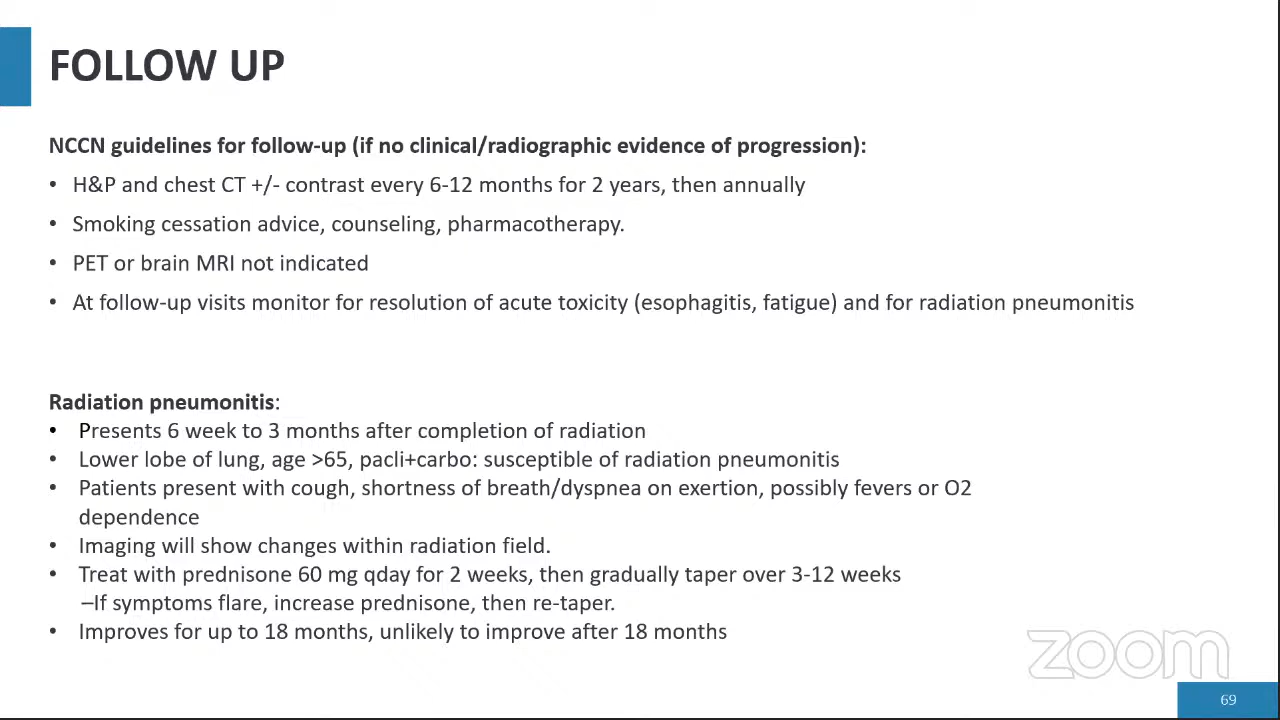 FOLLOW UP
NCCN guidelines for follow-up (if no clinical/radiographic evidence of progression):
• H&P and chest CT +/- contrast every 6-12 months for 2 years, then annually
• Smoking cessation advice, counseling, pharmacotherapy.
• PET or brain MRI not indicated
• At follow-up visits monitor for resolution of acute toxicity (esophagitis, fatigue) and for radiation pneumonitis
Radiation pneumonitis:
• Presents 6 week to 3 months after completion of radiation
• Lower lobe of lung, age >65, pacli+carbo: susceptible of radiation pneumonitis
• Patients present with cough, shortness of breath/dyspnea on exertion, possibly fevers or O2
dependence
• Imaging will show changes within radiation field.
• Treat with prednisone 60 mg qday for 2 weeks, then gradually taper over 3-12 weeks
–If symptoms flare, increase prednisone, then re-taper.
• Improves for up to 18 months, unlikely to improve after 18 months
zoom
69